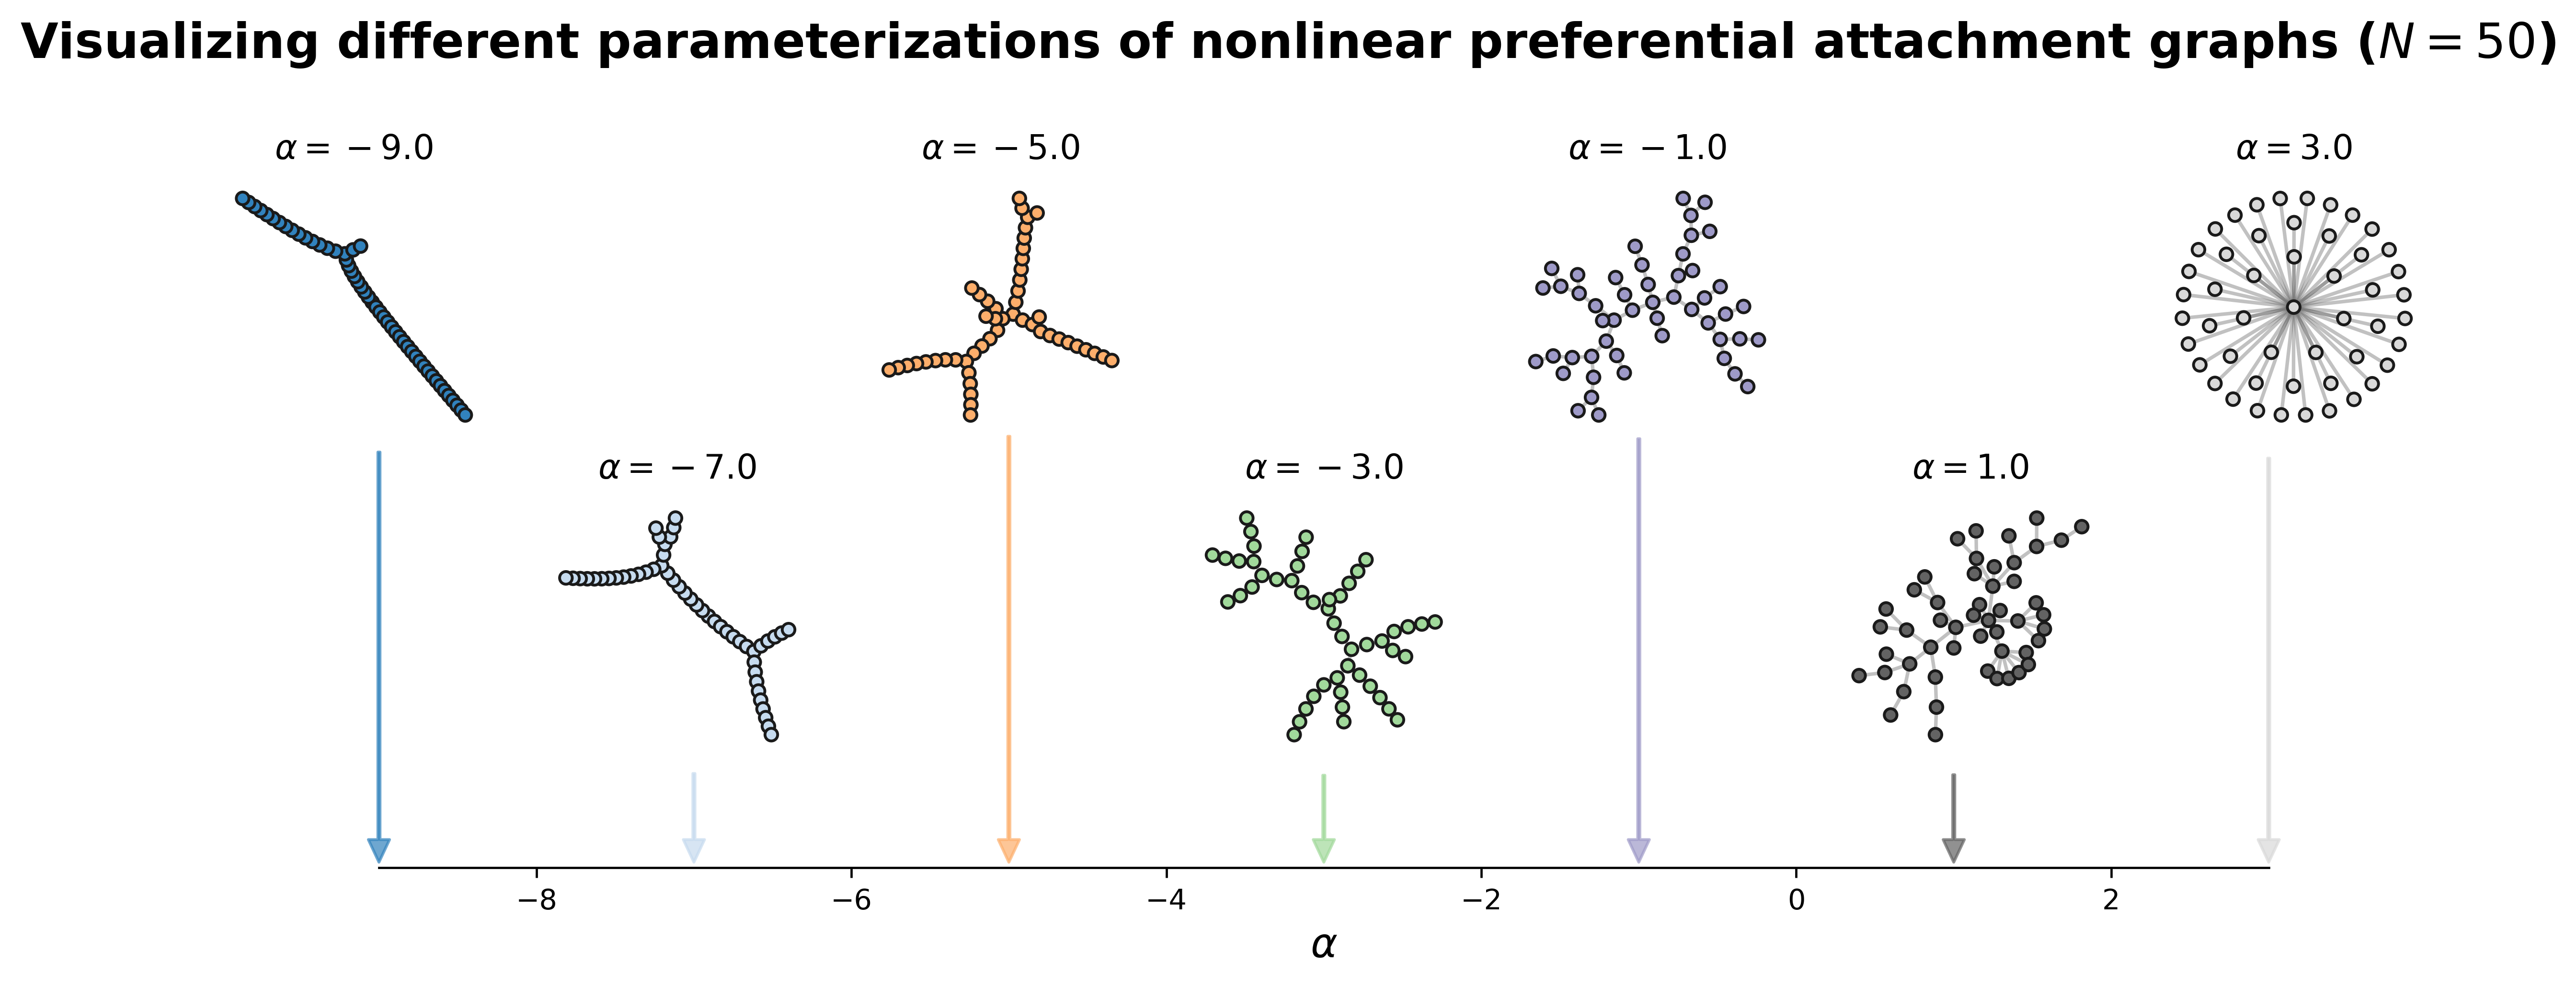 Visualizing different parameterizations of nonlinear preferential attachment graphs (N = 50)
α = −9.0
α = −5.0
α = −1.0
α = 3.0
α = −7.0
α = −3.0
α = 1.0
−8
−6
−4
−2
0
2
α